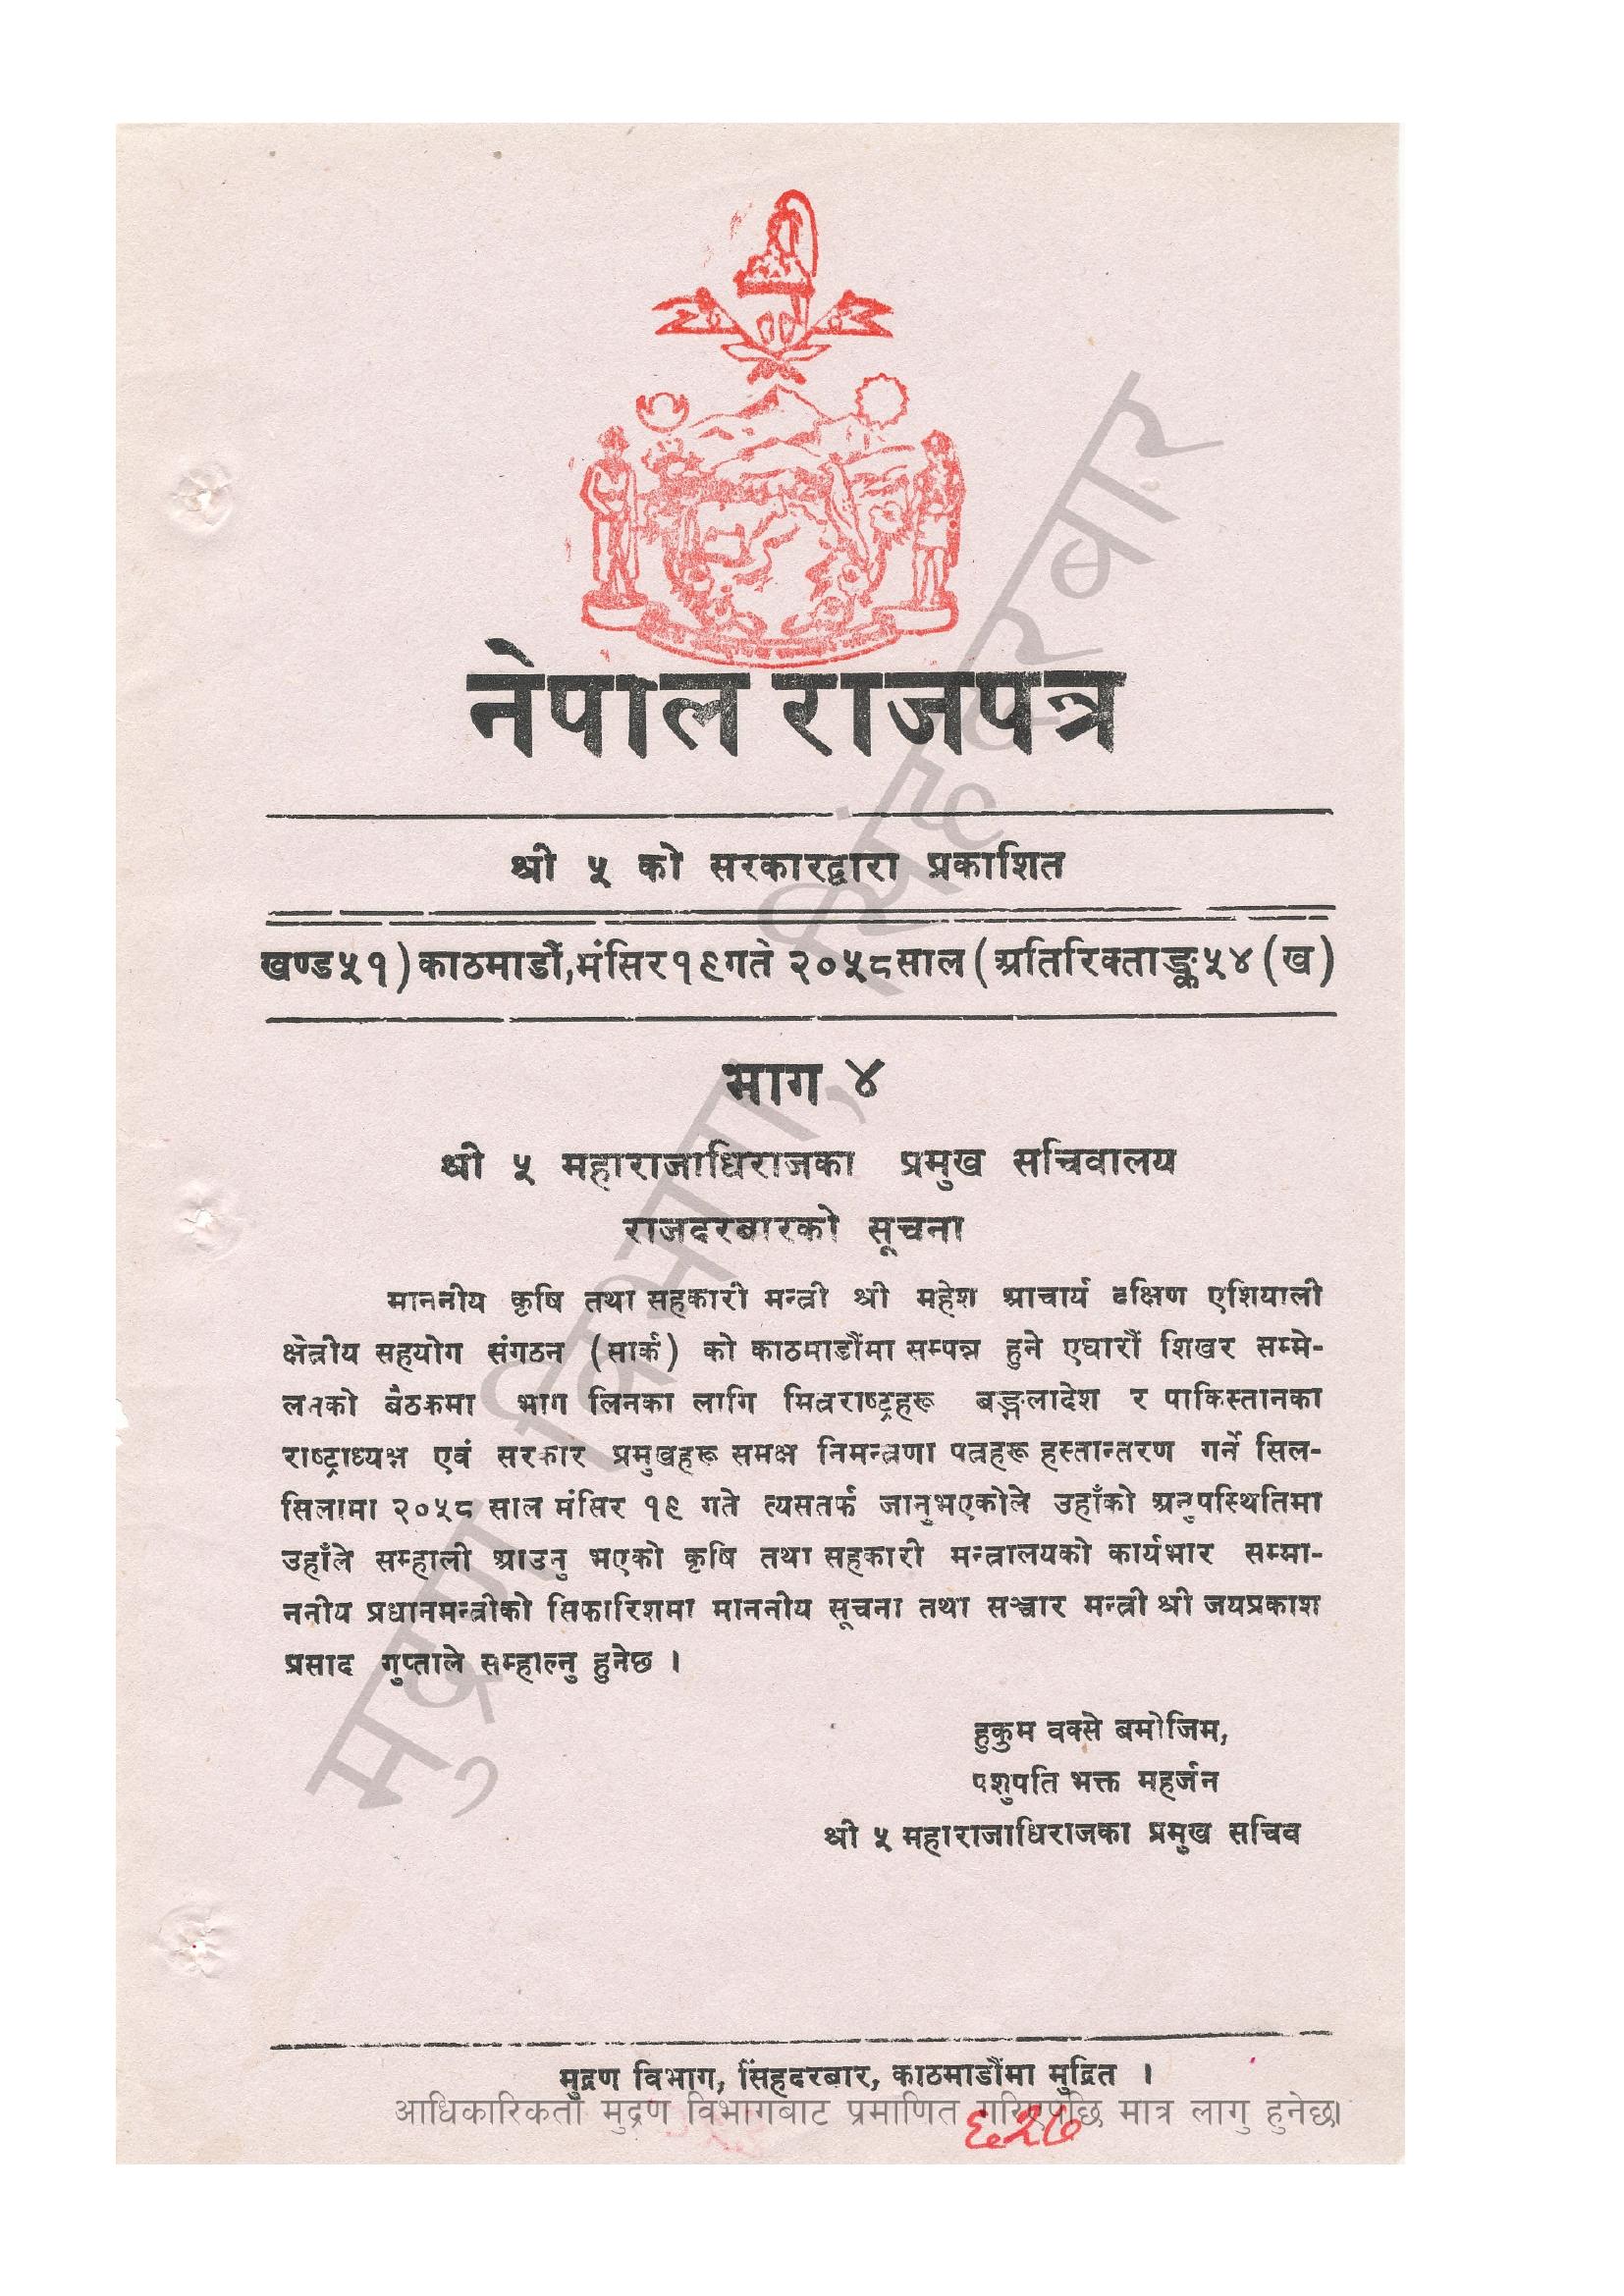 नेपाल राजपत्र
श्री ५ को सरकारद्वारा प्रकाशित
खण्ड ५१) काठमाडौं, मंसिर १९ गते २०५८ साल (अतिरिक्ताङ्क ५४ (ख)
भाग ४
श्री ५ महाराजाधिराजका प्रमुख सचिवालय
राजदरबारको सूचना
माननीय कृषि तथा सहकारी मन्त्री श्री महेश आचार्य दक्षिण एशियाली
क्षेत्रीय सहयोग संगठन (सार्क) को काठमाडौंमा सम्पन्न हुने एघारौं शिखर सम्मे-
लनको बैठकमा भाग लिनका लागि मित्रराष्ट्रहरू बङ्गलादेश र पाकिस्तानका
राष्ट्राध्यक्ष एवं सरकार प्रमुखहरू समक्ष निमन्त्रणा पत्रहरू हस्तान्तरण गर्ने सिल-
सिलामा २०५८ साल मंसिर १९ गते त्यसतर्फ जानुभएकोले उहाँको अनुपस्थितिमा
उहाँले सम्हाली आउनु भएको कृषि तथा सहकारी मन्त्रालयको कार्यभार सम्मा-
ननीय प्रधानमन्त्रीको सिफारिशमा माननीय सूचना तथा सञ्चार मन्त्री श्री जयप्रकाश
प्रसाद गुप्ताले सम्हाल्नु हुनेछ ।
हुकुम वक्से बमोजिम,
पशुपति भक्त महर्जन
श्री ५ महाराजाधिराजका प्रमुख सचिव
मुद्रण विभाग, सिंहदरबार, काठमाडौंमा मुद्रित ।
आधिकारिकता मुद्रण विभागबाट प्रमाणित गरिएपछि मात्र लागु हुनेछ।
६२७
मुद्रण विभाग, सिंहदरबार